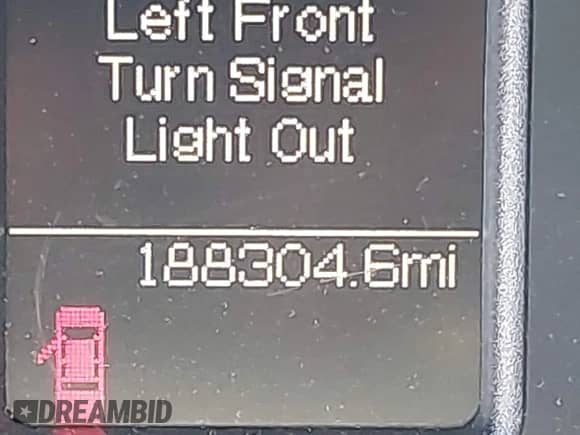 Left Front
Turn Signal
Light Out
188304.6mi
DREAMBID